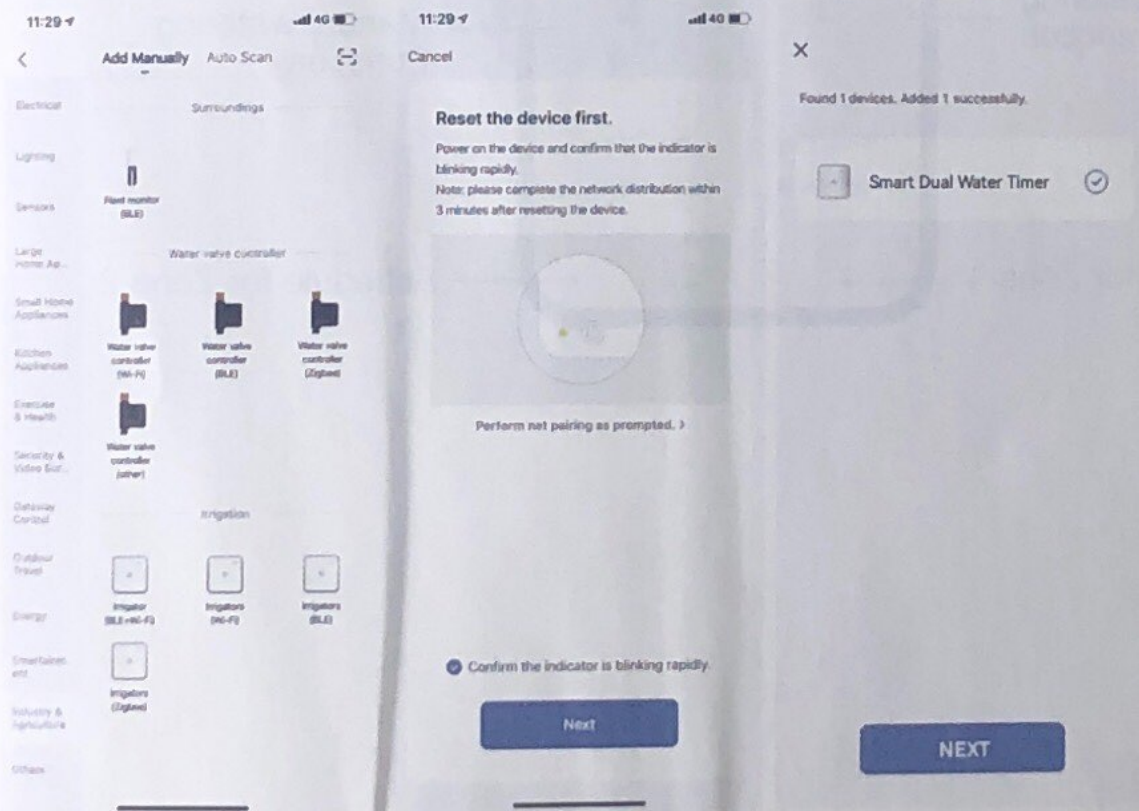 11:29
4G
Add Manually Auto Scan
Electrical
Lighting
Sensors
Large
Home Ap...
Small Home
Appliances
Kitchen
Appliances
Exercise
& Health
Security &
Video Sur...
Gateway
Control
Outdoor
Travel
Energy
Industry &
Agriculture
Others
Surroundings
Plant monitor
(BLE)
Water valve controller
Water valve
controller
(Wi-Fi)
Water valve
controller
(BLE)
Water valve
controller
(Zigbee)
Water valve
controller
(other)
Irrigation
Irrigator
(BLE+Wi-Fi)
Irrigators
(Wi-Fi)
Irrigators
(BLE)
Irrigators
(Zigbee)
11:29
4G
Cancel
Reset the device first.
Power on the device and confirm that the indicator is
blinking rapidly.
Note: please complete the network distribution within
3 minutes after resetting the device.
Perform net pairing as prompted. >
Confirm the indicator is blinking rapidly
Next
Found 1 devices. Added 1 successfully.
Smart Dual Water Timer
NEXT